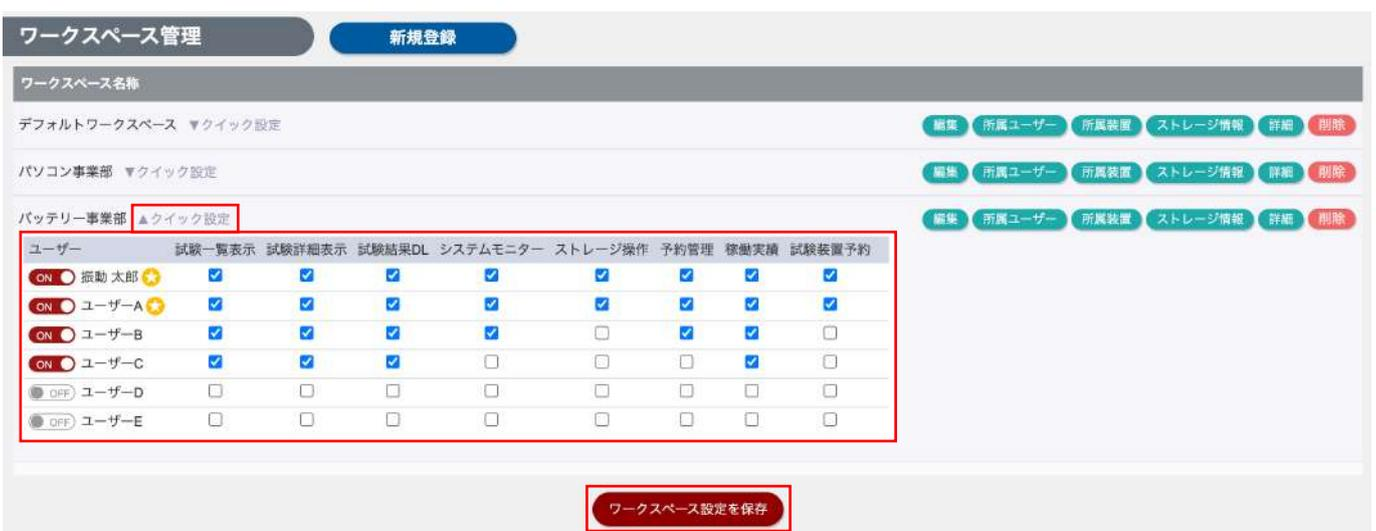 ワークスペース管理 新規登録
ワークスペース名称
デフォルトワークスペース ▼クイック設定 編集 所属ユーザー 所属装置 ストレージ情報 詳細 削除
パソコン事業部 ▼クイック設定 編集 所属ユーザー 所属装置 ストレージ情報 詳細 削除
バッテリー事業部 ▲クイック設定 編集 所属ユーザー 所属装置 ストレージ情報 詳細 削除
ユーザー 試験一覧表示 試験詳細表示 試験結果DL システムモニター ストレージ操作 予約管理 稼働実績 試験装置予約
ON 振動 太郎
ON ユーザーA
ON ユーザーB
ON ユーザーC
OFF ユーザーD
OFF ユーザーE
ワークスペース設定を保存